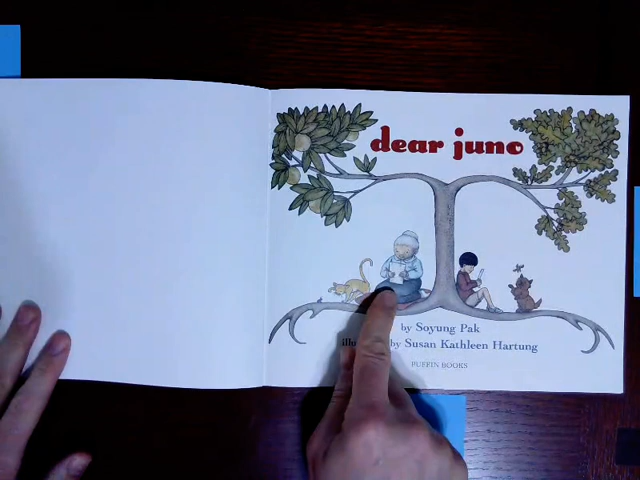 dear juno
by Soyung Pak
by Susan Kathleen Hartung
PUFFIN BOOKS